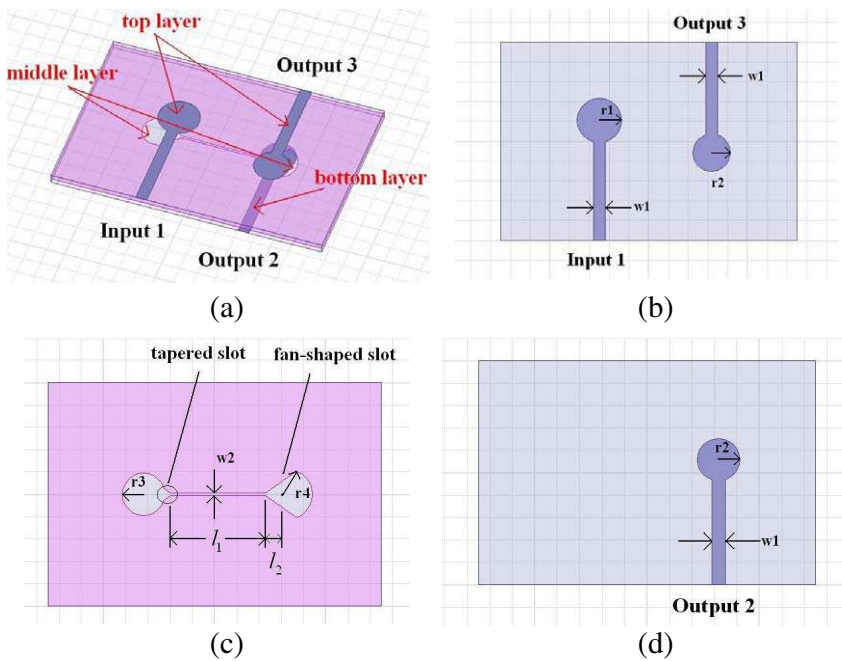 top layer
Output 3
middle layer
bottom layer
Input 1
Output 2
(a)
Output 3
w1
r1
r2
w1
Input 1
(b)
tapered slot
fan-shaped slot
w2
r3
r4
l1
l2
(c)
r2
w1
Output 2
(d)